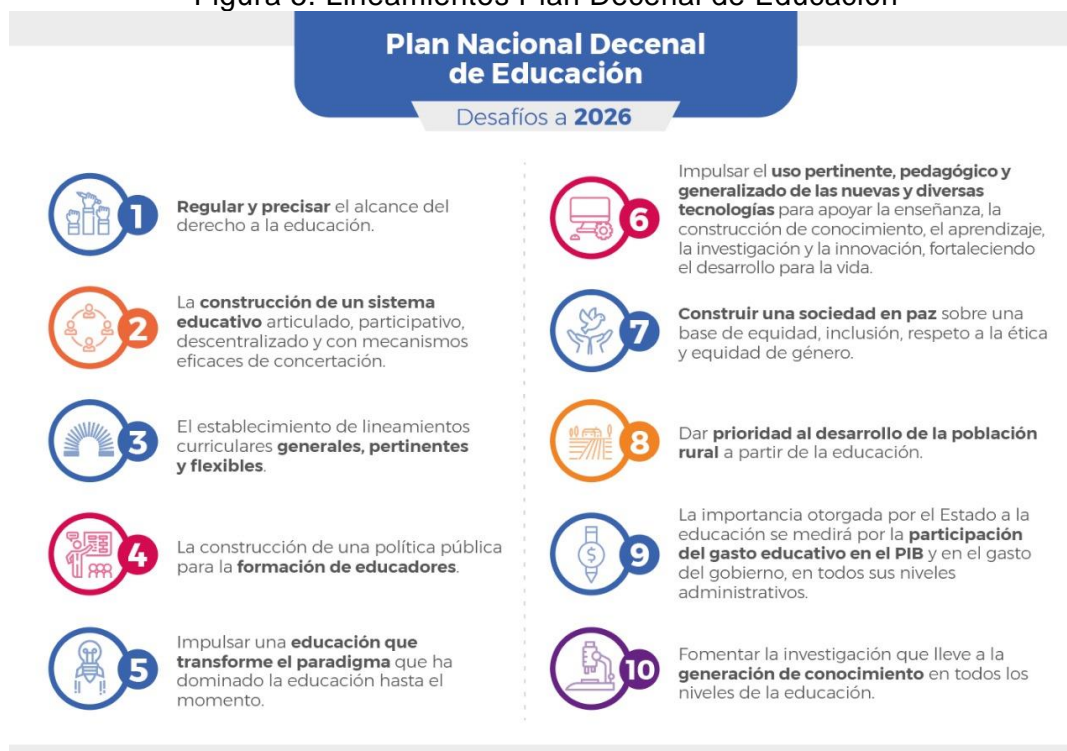 Figura 3. Lineamientos Plan Decenal de Educación
Plan Nacional Decenal
de Educación
Desafíos a 2026
1
Regular y precisar el alcance del
derecho a la educación.
2
La construcción de un sistema
educativo articulado, participativo,
descentralizado y con mecanismos
eficaces de concertación.
3
El establecimiento de lineamientos
curriculares generales, pertinentes
y flexibles.
4
La construcción de una política pública
para la formación de educadores.
5
Impulsar una educación que
transforme el paradigma que ha
dominado la educación hasta el
momento.
6
Impulsar el uso pertinente, pedagógico y
generalizado de las nuevas y diversas
tecnologías para apoyar la enseñanza, la
construcción de conocimiento, el aprendizaje,
la investigación y la innovación, fortaleciendo
el desarrollo para la vida.
7
Construir una sociedad en paz sobre una
base de equidad, inclusión, respeto a la ética
y equidad de género.
8
Dar prioridad al desarrollo de la población
rural a partir de la educación.
9
La importancia otorgada por el Estado a la
educación se medirá por la participación
del gasto educativo en el PIB y en el gasto
del gobierno, en todos sus niveles
administrativos.
10
Fomentar la investigación que lleve a la
generación de conocimiento en todos los
niveles de la educación.